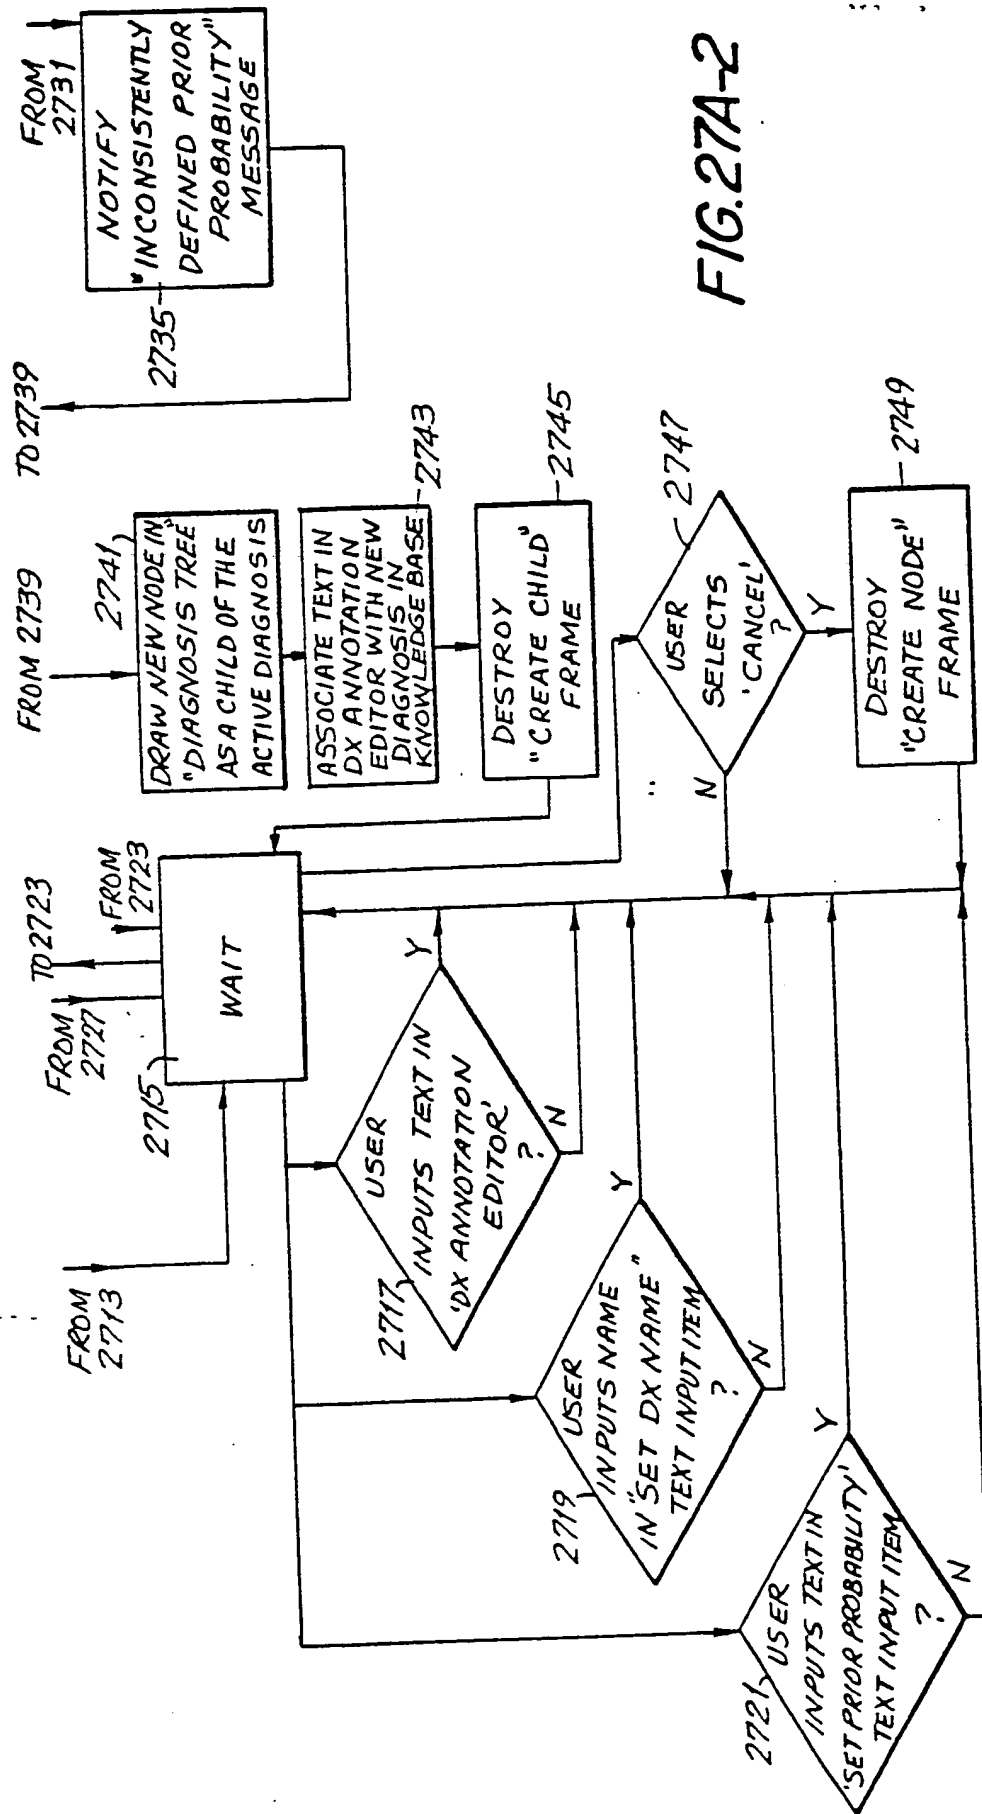 FROM
2713
FROM
2727
TO 2723
FROM
2723
2715
WAIT
2717
USER
INPUTS TEXT IN
'DX ANNOTATION
EDITOR'
?
Y
N
2719
USER
INPUTS NAME
IN "SET DX NAME"
TEXT INPUT ITEM
?
Y
N
2721
USER
INPUTS TEXT IN
'SET PRIOR PROBABILITY'
TEXT INPUT ITEM
?
Y
N
FROM 2739
2741
DRAW NEW NODE IN
"DIAGNOSIS TREE"
AS A CHILD OF THE
ACTIVE DIAGNOSIS
2743
ASSOCIATE TEXT IN
DX ANNOTATION
EDITOR WITH NEW
DIAGNOSIS IN
KNOWLEDGE BASE
2745
DESTROY
"CREATE CHILD"
FRAME
2747
USER
SELECTS
'CANCEL'
?
N
Y
2749
DESTROY
"CREATE NODE"
FRAME
TO 2739
FROM
2731
2735
NOTIFY
"INCONSISTENTLY
DEFINED PRIOR
PROBABILITY"
MESSAGE
FIG.27A-2